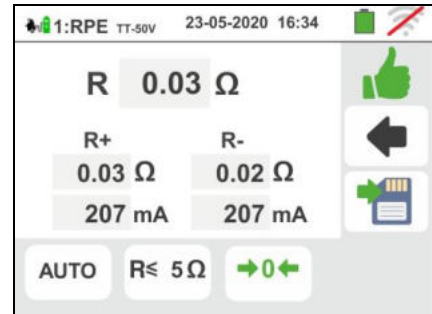 1:RPE TT-50V 23-05-2020 16:34
R 0.03 Ω
R+ R-
0.03 Ω 0.02 Ω
207 mA 207 mA
AUTO R≤ 5Ω →0←